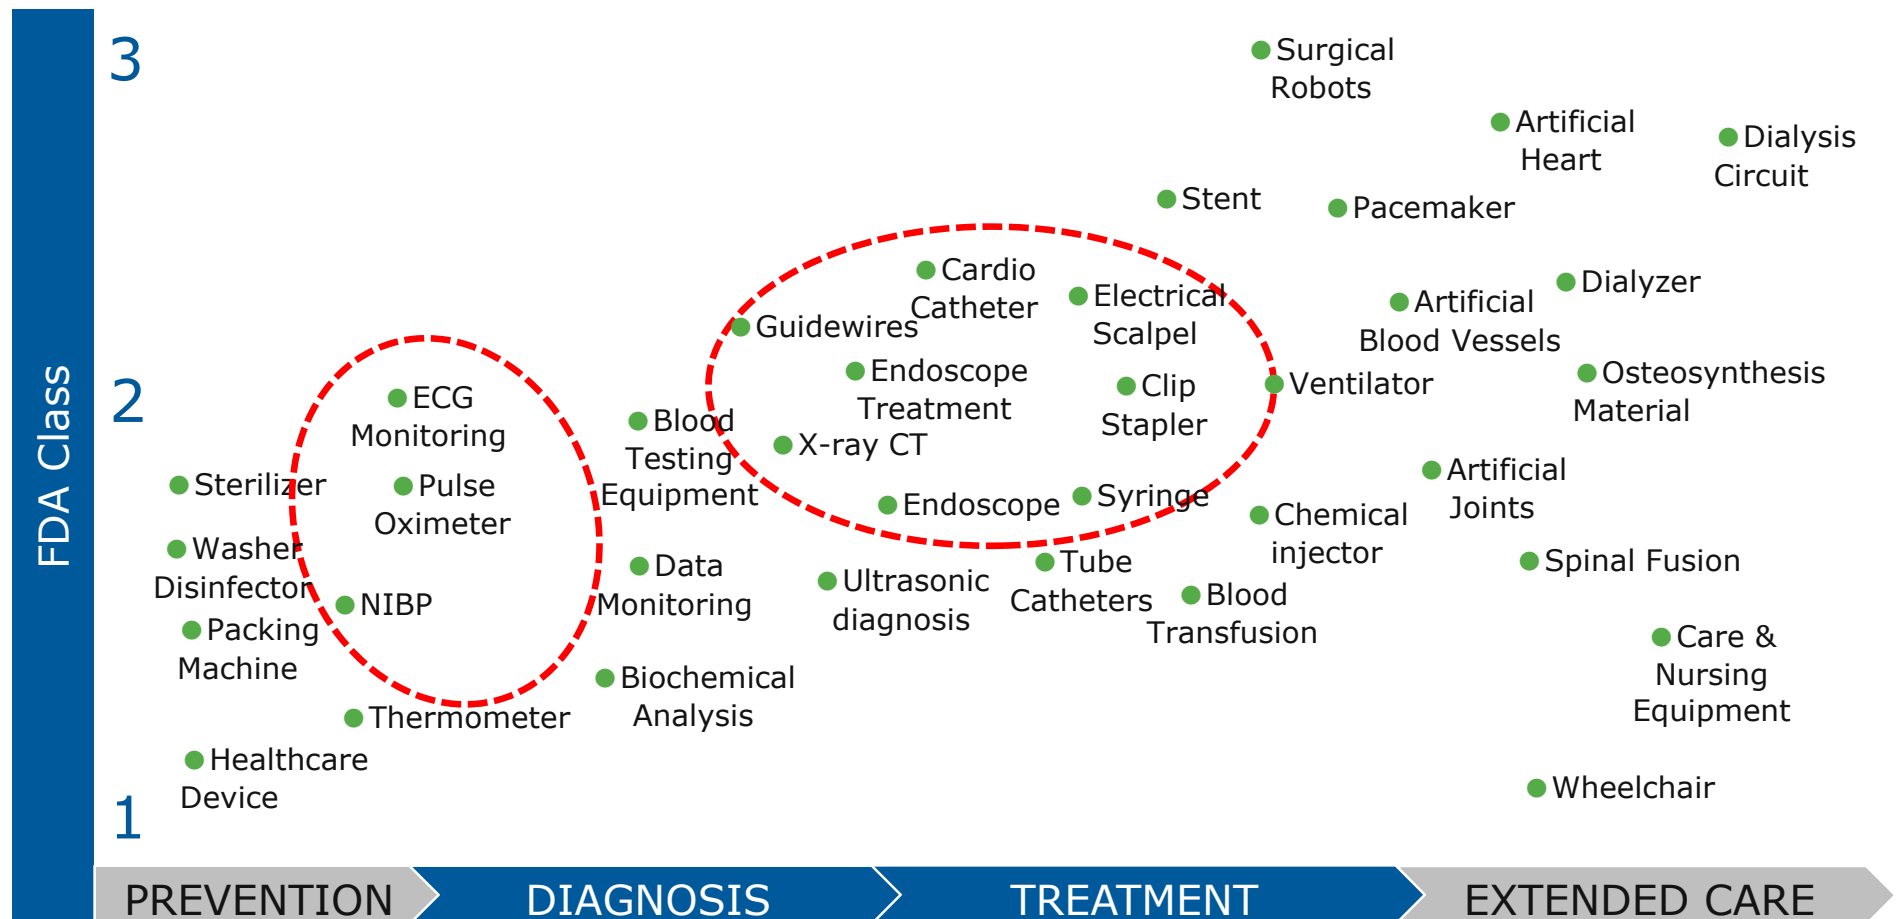 FDA Class
3
2
1
Surgical
Robots
Artificial
Heart
Dialysis
Circuit
Stent
Pacemaker
Cardio
Catheter
Electrical
Scalpel
Guidewires
Artificial
Blood Vessels
Dialyzer
Endoscope
Treatment
Clip
Stapler
Ventilator
Osteosynthesis
Material
ECG
Monitoring
Blood
Testing
Equipment
X-ray CT
Sterilizer
Pulse
Oximeter
Endoscope
Syringe
Artificial
Joints
Chemical
injector
Washer
Disinfector
Data
Monitoring
Ultrasonic
diagnosis
Tube
Catheters
Blood
Transfusion
Spinal Fusion
NIBP
Packing
Machine
Care &
Nursing
Equipment
Biochemical
Analysis
Thermometer
Healthcare
Device
Wheelchair
PREVENTION
DIAGNOSIS
TREATMENT
EXTENDED CARE